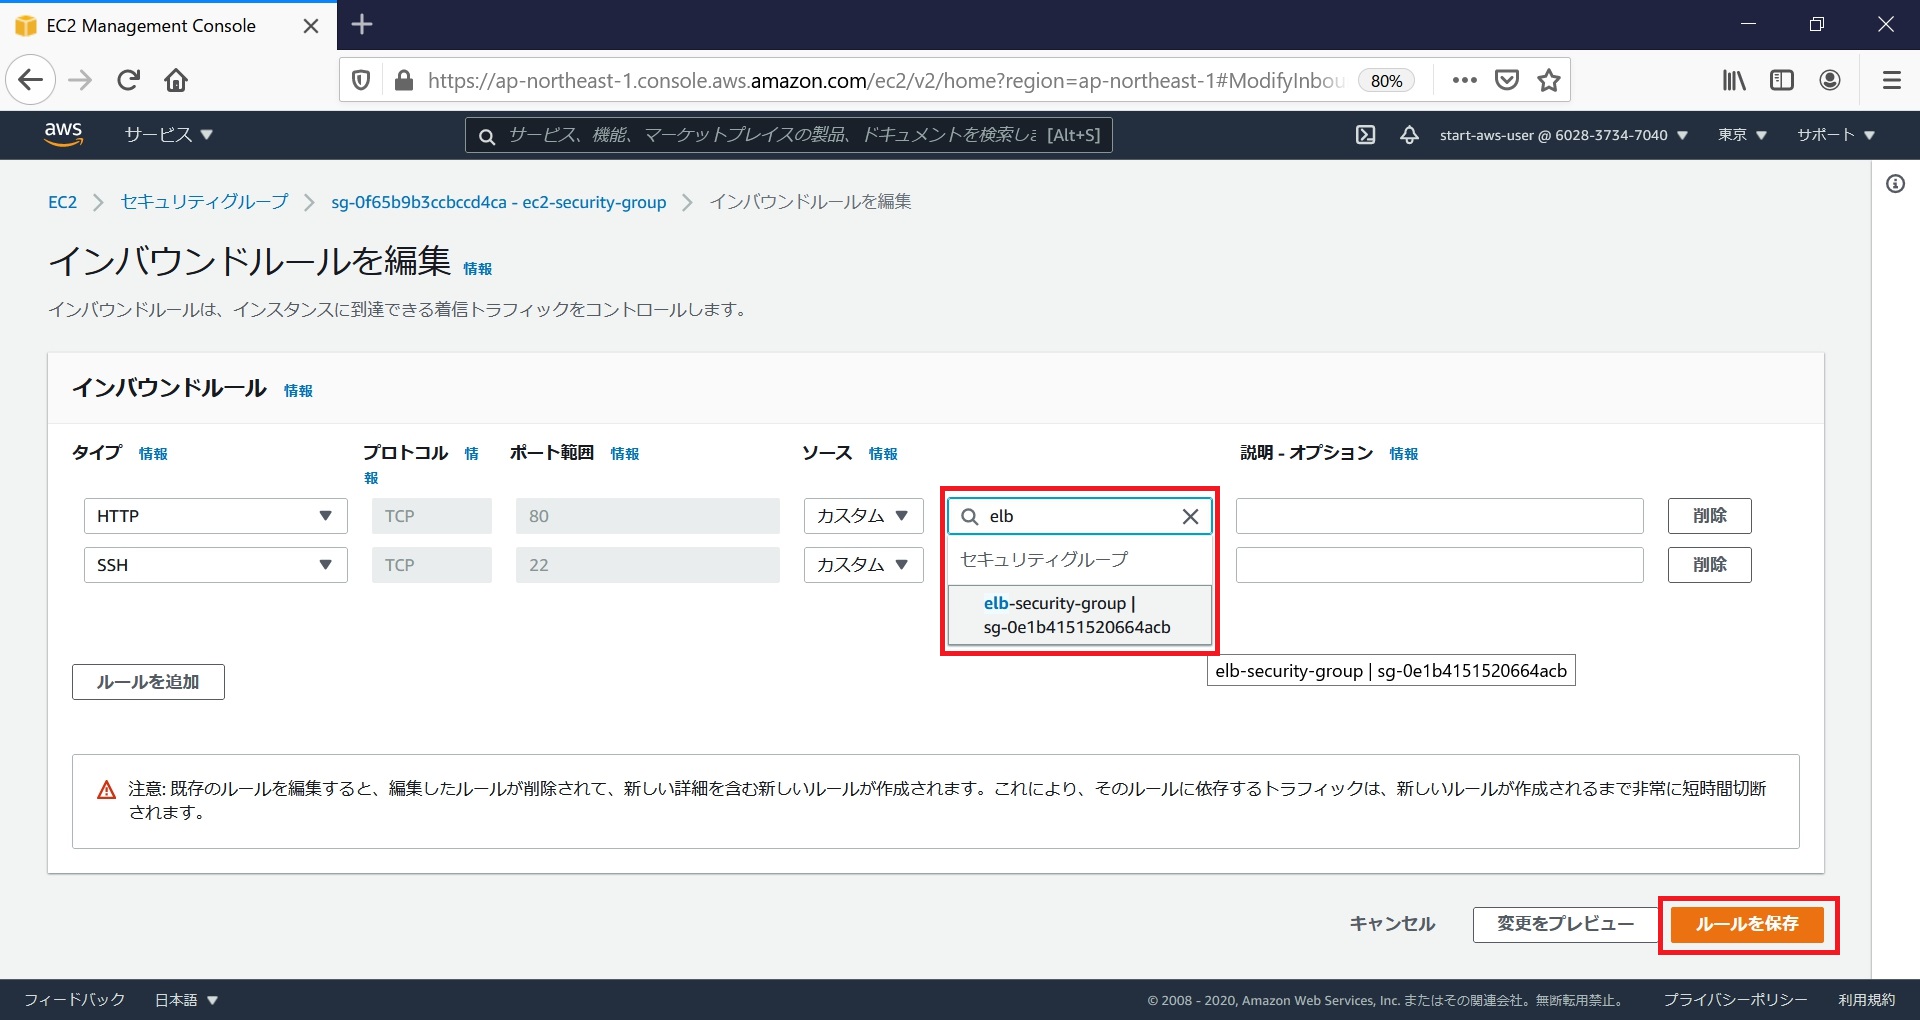 EC2 Management Console
https://ap-northeast-1.console.aws.amazon.com/ec2/v2/home?region=ap-northeast-1#ModifyInbou 80%
aws サービス サービス、機能、マーケットプレイスの製品、ドキュメントを検索しま [Alt+S] start-aws-user @ 6028-3734-7040 東京 サポート
EC2 セキュリティグループ sg-0f65b9b3ccbccd4ca - ec2-security-group インバウンドルールを編集
インバウンドルールを編集 情報
インバウンドルールは、インスタンスに到達できる着信トラフィックをコントロールします。
インバウンドルール 情報
タイプ 情報 プロトコル 情報 ポート範囲 情報 ソース 情報 説明 - オプション 情報
HTTP TCP 80 カスタム elb 削除
SSH TCP 22 カスタム セキュリティグループ 削除
elb-security-group |
sg-0e1b4151520664acb
elb-security-group | sg-0e1b4151520664acb
ルールを追加
注意: 既存のルールを編集すると、編集したルールが削除されて、新しい詳細を含む新しいルールが作成されます。これにより、そのルールに依存するトラフィックは、新しいルールが作成されるまで非常に短時間切断
されます。
キャンセル 変更をプレビュー ルールを保存
フィードバック 日本語 © 2008 - 2020, Amazon Web Services, Inc. またはその関連会社。無断転用禁止。 プライバシーポリシー 利用規約